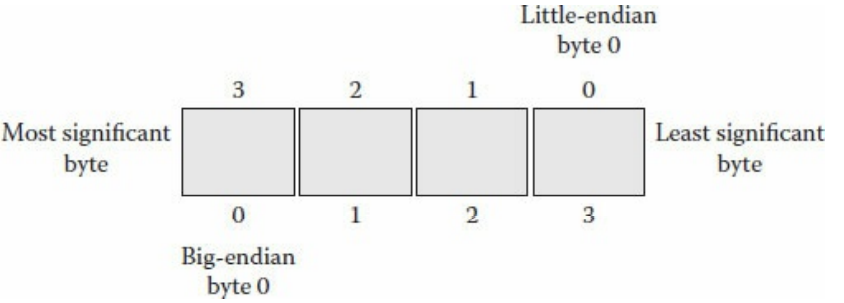 Little-endian
byte 0
3 2 1 0
Most significant
byte
Least significant
byte
0 1 2 3
Big-endian
byte 0